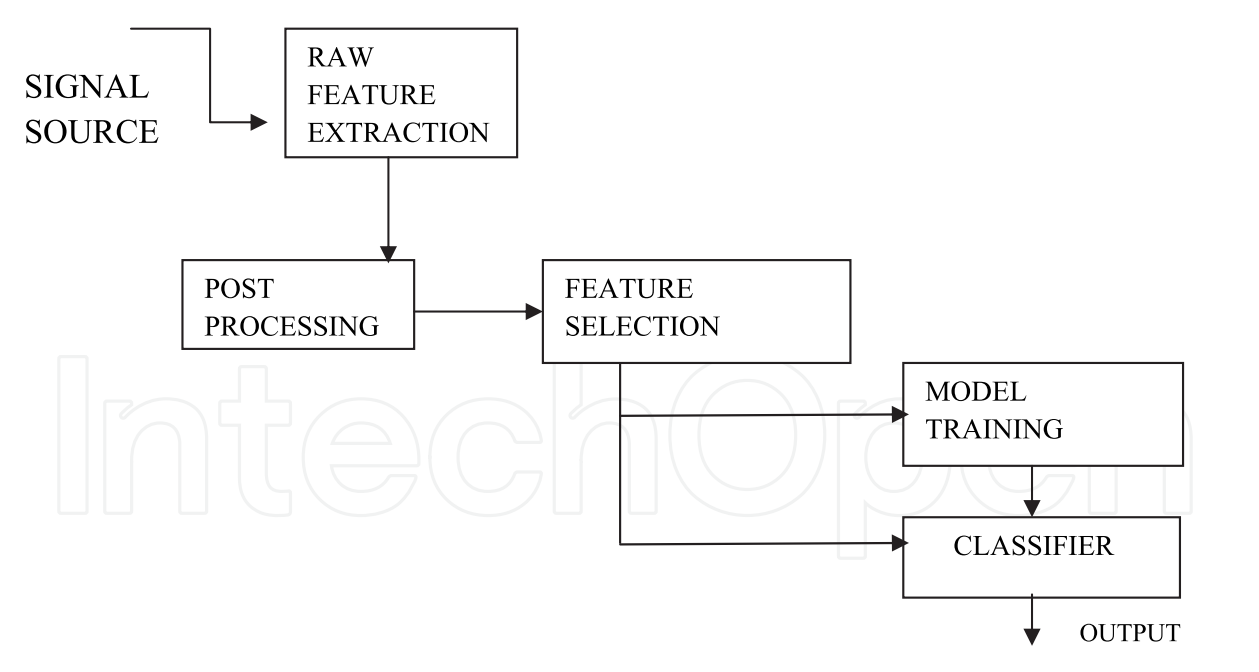 SIGNAL
SOURCE
RAW
FEATURE
EXTRACTION
POST
PROCESSING
FEATURE
SELECTION
MODEL
TRAINING
CLASSIFIER
OUTPUT
IntechOpen